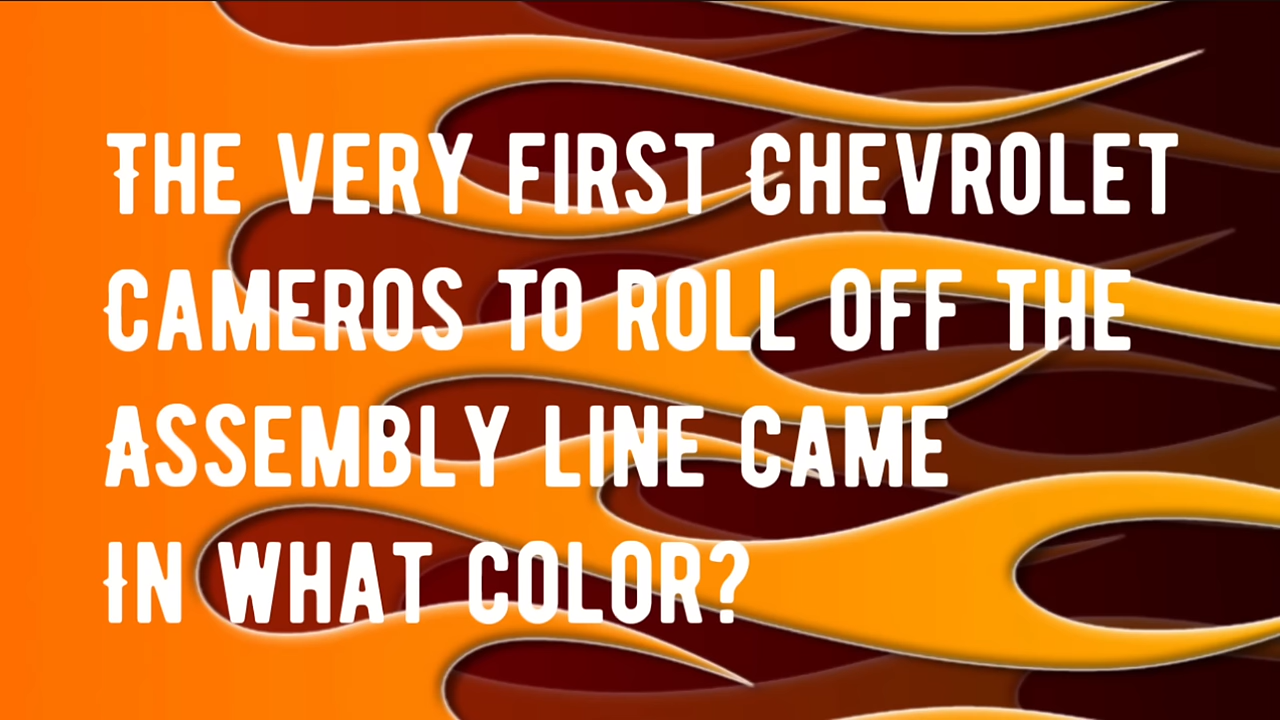 The very first Chevrolet
Cameros to roll off the
Assembly line came
In what color?